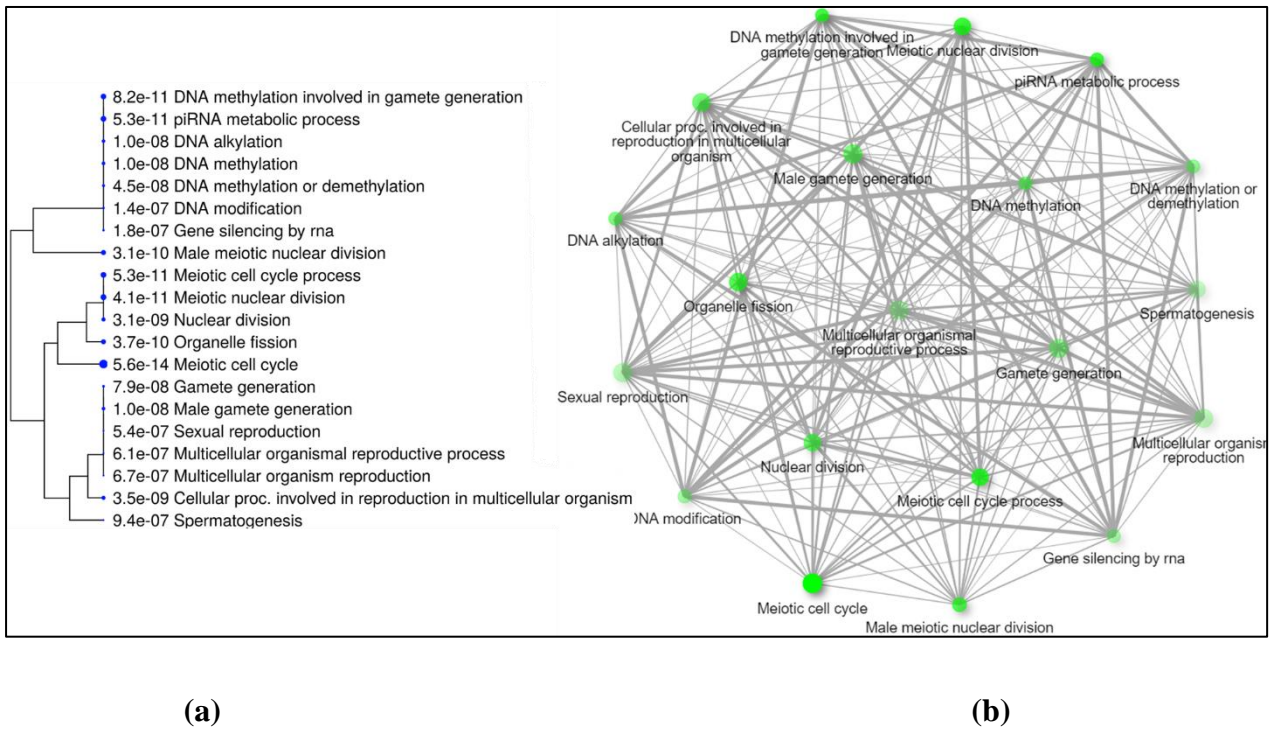 8.2e-11 DNA methylation involved in gamete generation
5.3e-11 piRNA metabolic process
1.0e-08 DNA alkylation
1.0e-08 DNA methylation
4.5e-08 DNA methylation or demethylation
1.4e-07 DNA modification
1.8e-07 Gene silencing by rna
3.1e-10 Male meiotic nuclear division
5.3e-11 Meiotic cell cycle process
4.1e-11 Meiotic nuclear division
3.1e-09 Nuclear division
3.7e-10 Organelle fission
5.6e-14 Meiotic cell cycle
7.9e-08 Gamete generation
1.0e-08 Male gamete generation
5.4e-07 Sexual reproduction
6.1e-07 Multicellular organismal reproductive process
6.7e-07 Multicellular organism reproduction
3.5e-09 Cellular proc. involved in reproduction in multicellular organism
9.4e-07 Spermatogenesis
DNA methylation involved in
gamete generation
Meiotic nuclear division
piRNA metabolic process
Cellular proc. involved in
reproduction in multicellular
organism
Male gamete generation
DNA methylation
DNA methylation or
demethylation
DNA alkylation
Organelle fission
Spermatogenesis
Multicellular organismal
reproductive process
Gamete generation
Sexual reproduction
Multicellular organisr
reproduction
Nuclear division
Meiotic cell cycle process
NA modification
Gene silencing by rna
Meiotic cell cycle
Male meiotic nuclear division
(a)
(b)